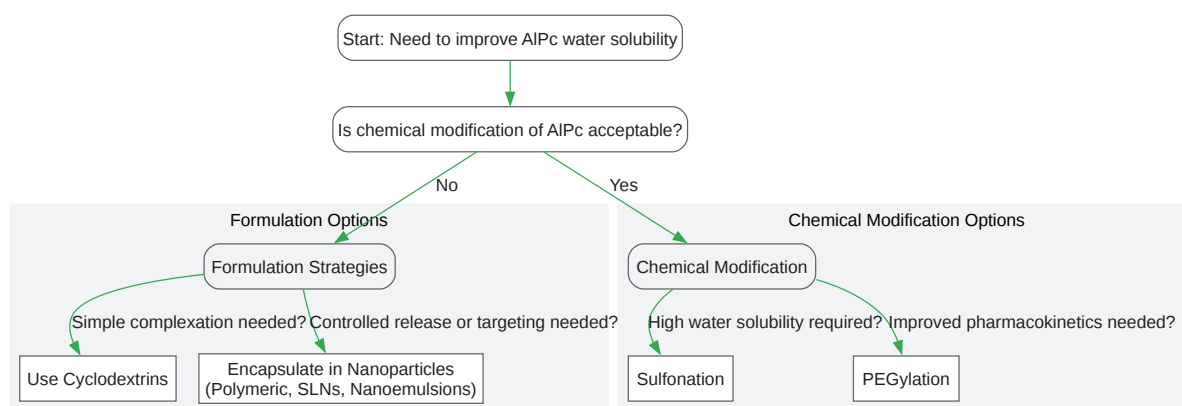 Start: Need to improve AlPc water solubility
Is chemical modification of AlPc acceptable?
No
Yes
Formulation Options
Chemical Modification Options
Formulation Strategies
Chemical Modification
Simple complexation needed?
Controlled release or targeting needed?
High water solubility required?
Improved pharmacokinetics needed?
Use Cyclodextrins
Encapsulate in Nanoparticles
(Polymeric, SLNs, Nanoemulsions)
Sulfonation
PEGylation